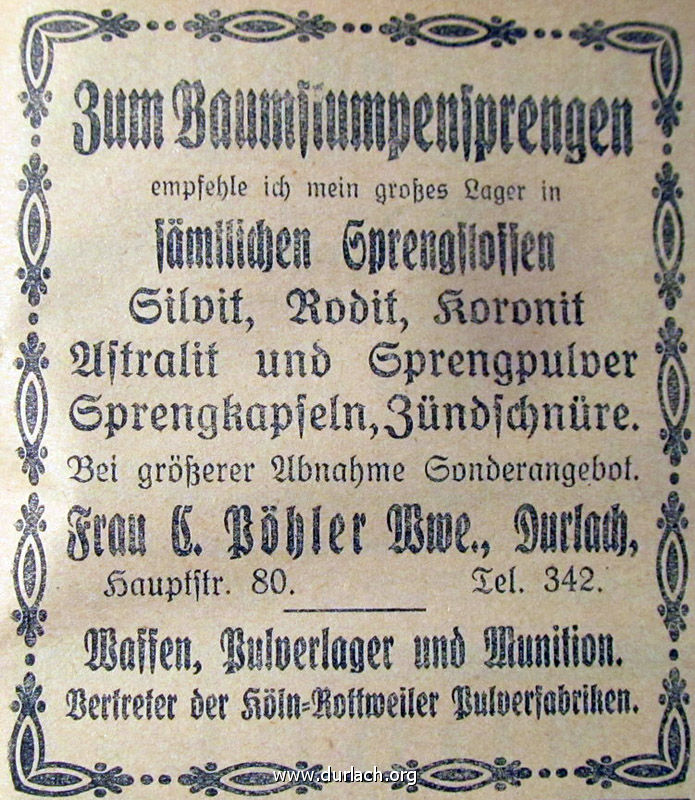 Zum Baumstumpensprengen
empfehle ich mein großes Lager in
sämtlichen Sprengstoffen
Silvit, Rodit, Koronit
Astralit und Sprengpulver
Sprengkapseln, Zündschnüre.
Bei größerer Abnahme Sonderangebot.
Frau C. Pöhler Wwe., Durlach,
Hauptstr. 80. Tel. 342.
Waffen, Pulverlager und Munition.
Vertreter der Köln-Rottweiler Pulverfabriken.
www.durlach.org